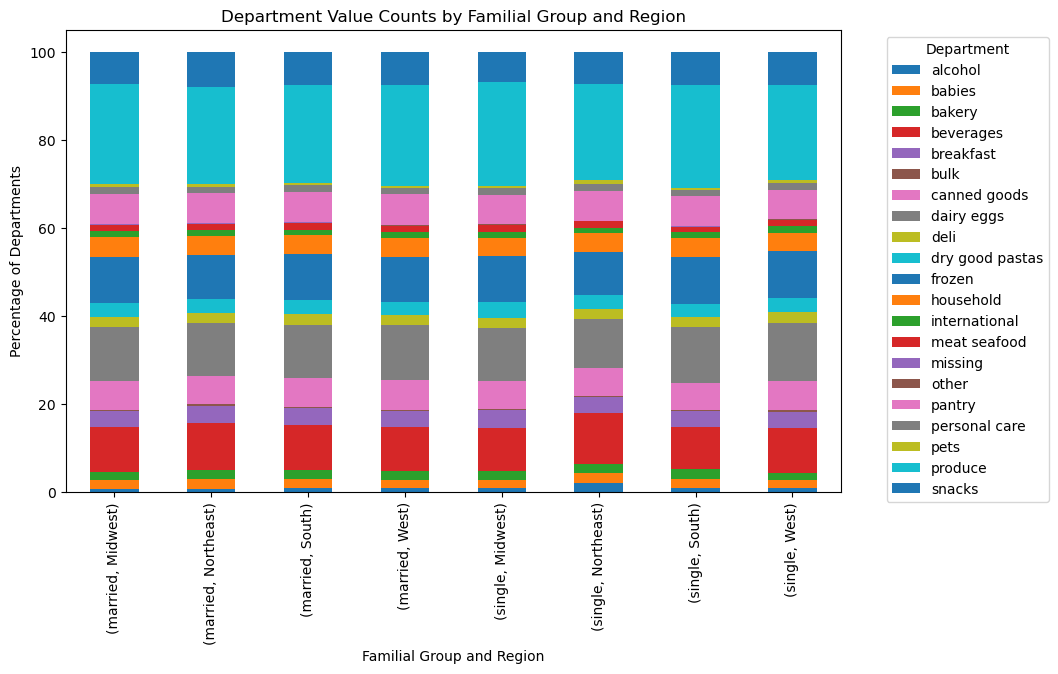 Department Value Counts by Familial Group and Region
100
80
60
40
20
0
Percentage of Departments
(married, Midwest)
(married, Northeast)
(married, South)
(married, West)
(single, Midwest)
(single, Northeast)
(single, South)
(single, West)
Familial Group and Region
Department
alcohol
babies
bakery
beverages
breakfast
bulk
canned goods
dairy eggs
deli
dry good pastas
frozen
household
international
meat seafood
missing
other
pantry
personal care
pets
produce
snacks